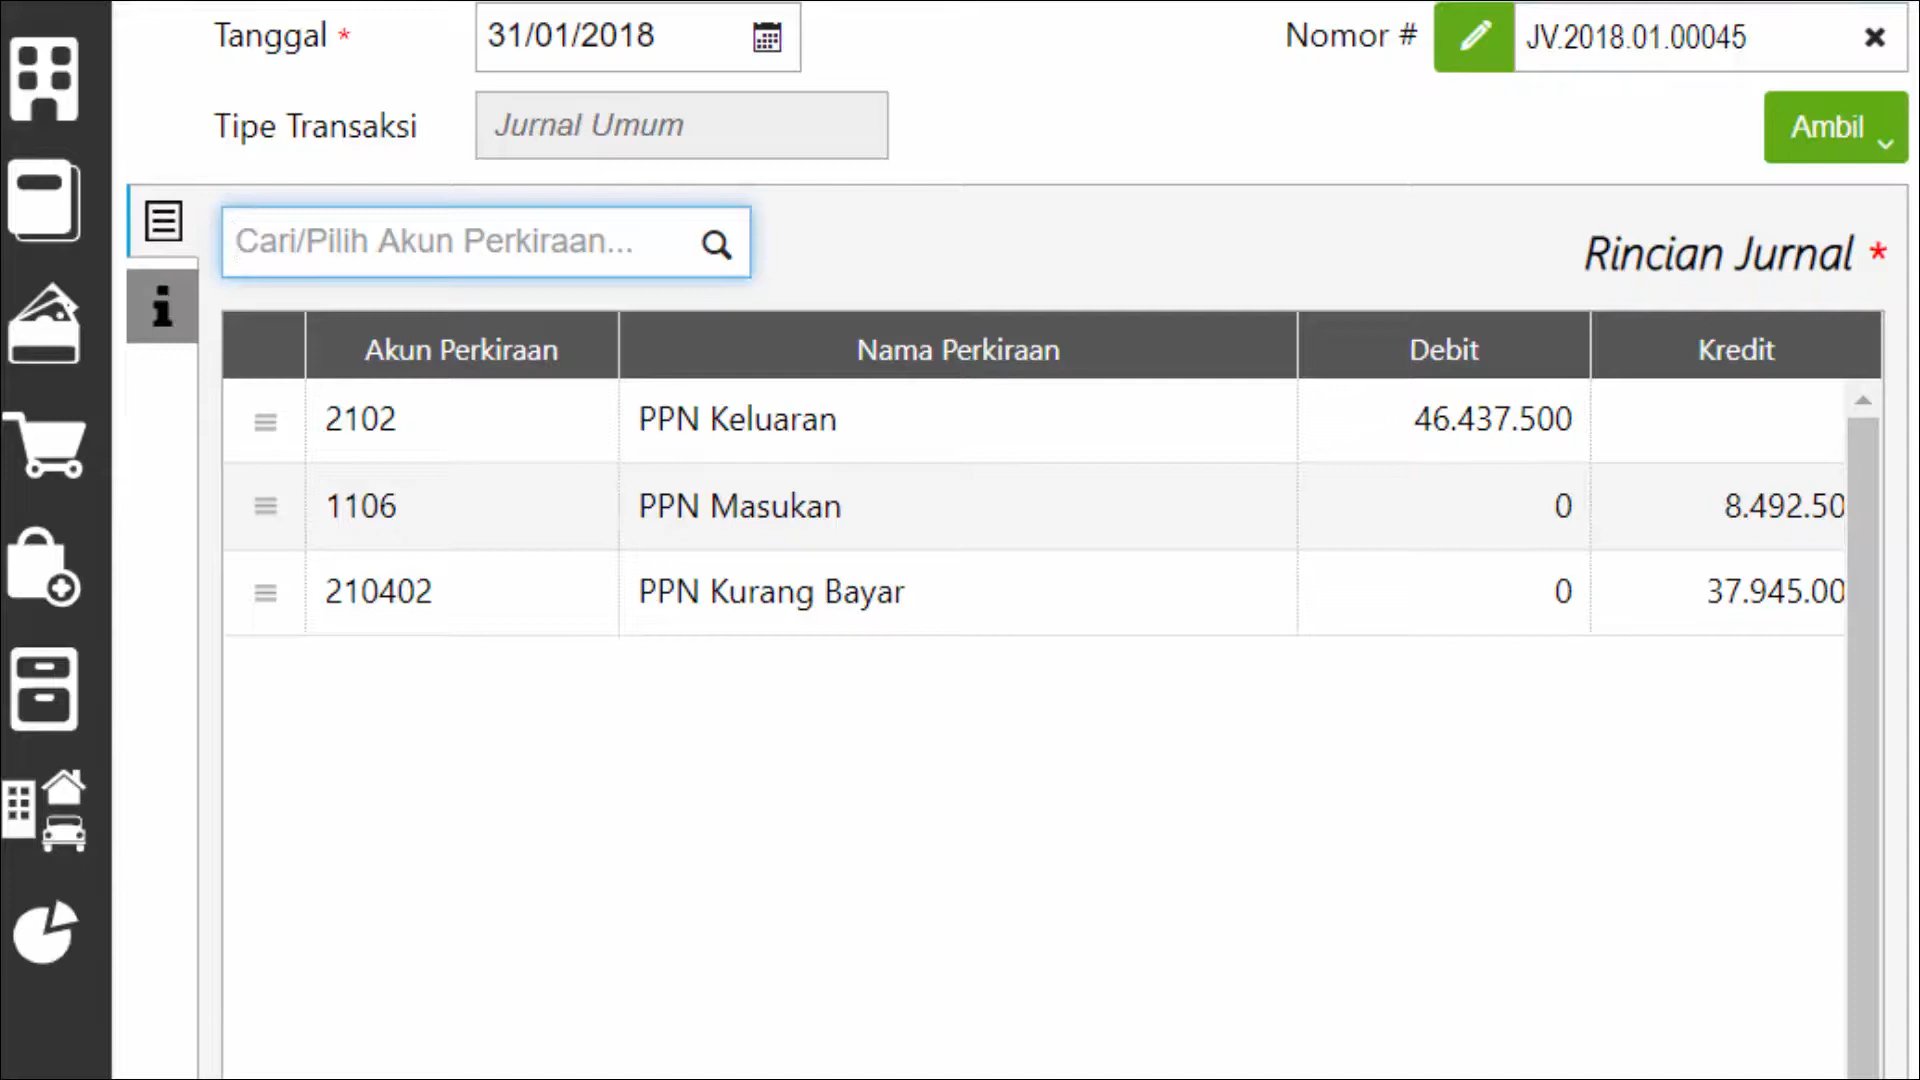 Tanggal *
31/01/2018
Nomor #
JV.2018.01.00045
Tipe Transaksi
Jurnal Umum
Ambil
Cari/Pilih Akun Perkiraan...
Rincian Jurnal *
Akun Perkiraan Nama Perkiraan Debit Kredit
2102 PPN Keluaran 46.437.500
1106 PPN Masukan 0 8.492.50
210402 PPN Kurang Bayar 0 37.945.00